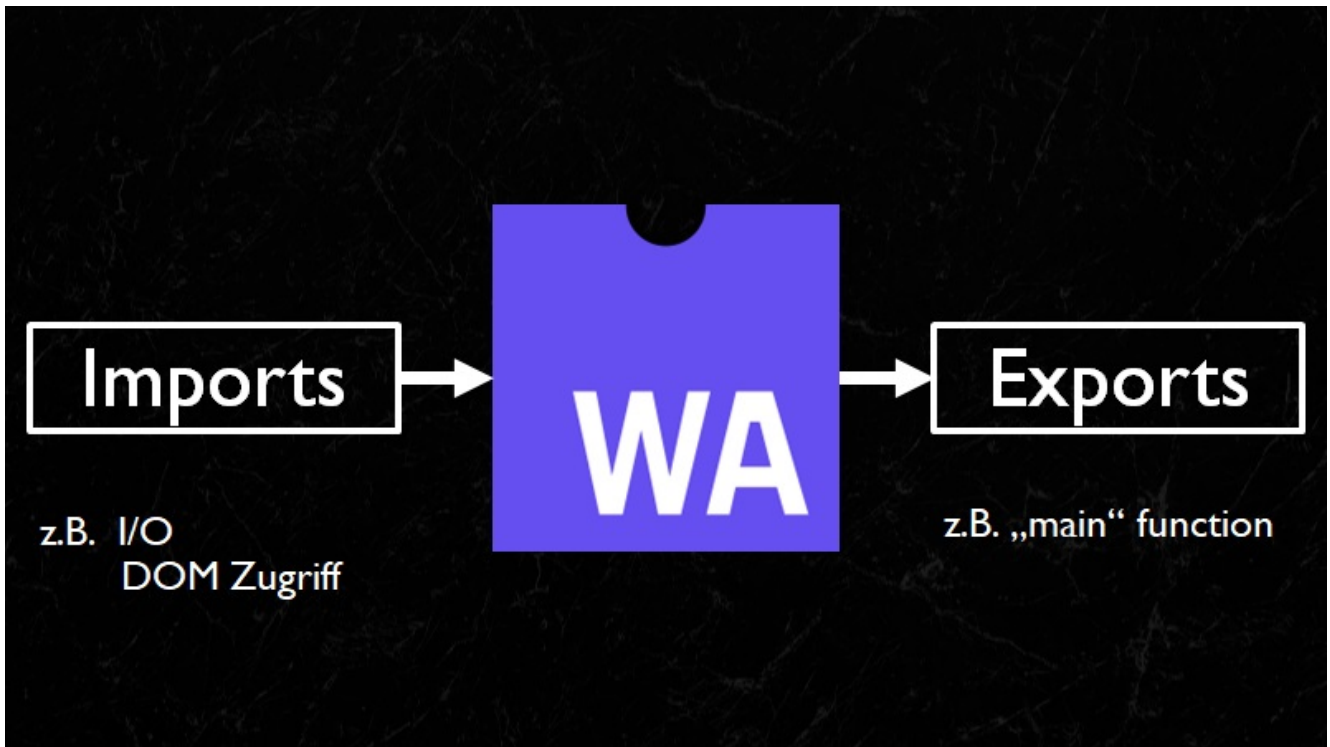 Imports
WA
Exports
z.B. I/O
DOM Zugriff
z.B. „main“ function